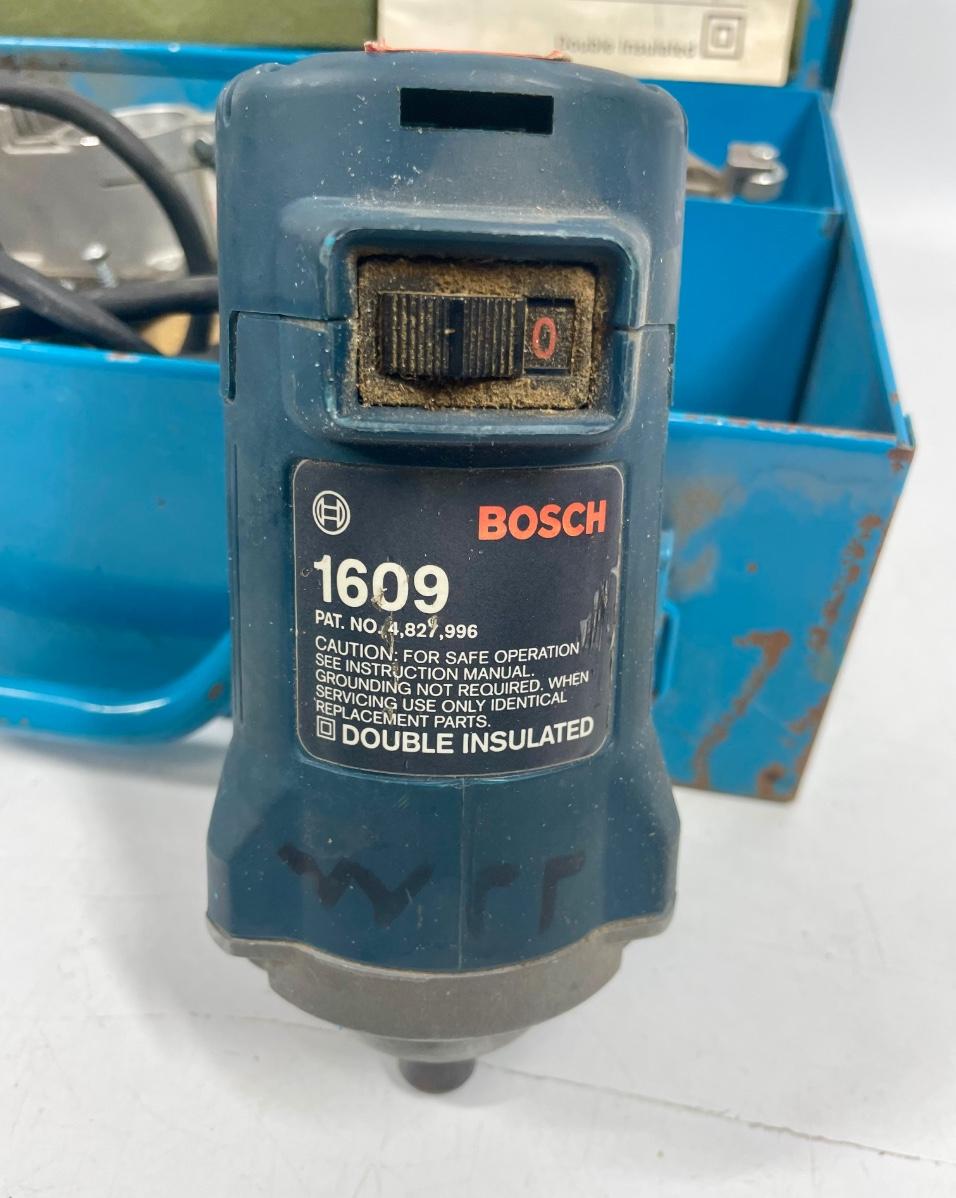 Double Insulated
0
BOSCH
1609
PAT. NO. 4,827,996
CAUTION: FOR SAFE OPERATION
SEE INSTRUCTION MANUAL.
GROUNDING NOT REQUIRED. WHEN
SERVICING USE ONLY IDENTICAL
REPLACEMENT PARTS.
DOUBLE INSULATED